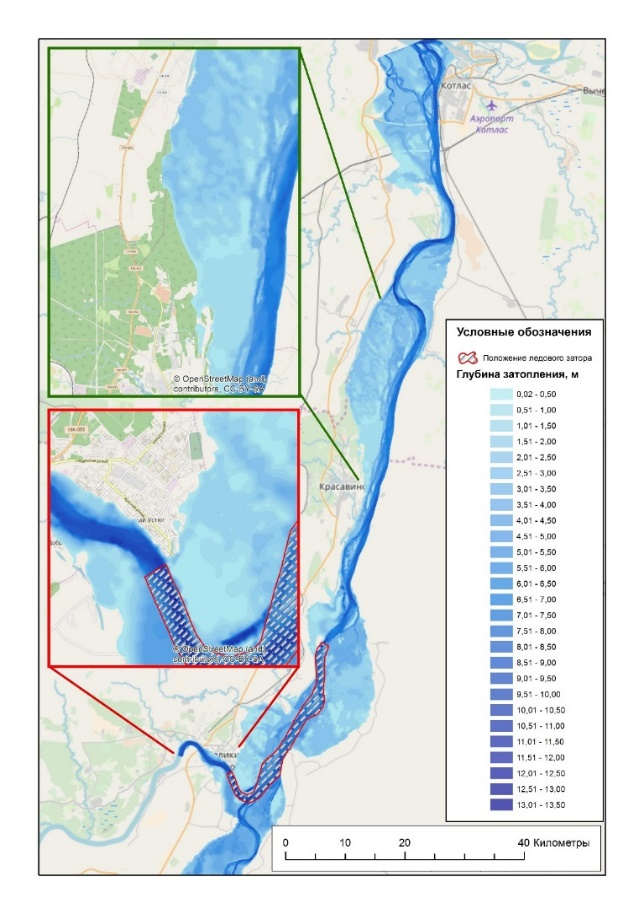 Котлас
Выче
Аэропорт
Котлас
© OpenStreetMap (and)
contributors, CC-BY-SA
Красавино
© OpenStreetMap (and)
contributors, CC-BY-SA
Условные обозначения
Положение ледового затора
Глубина затопления, м
0,02 - 0,50
0,51 - 1,00
1,01 - 1,50
1,51 - 2,00
2,01 - 2,50
2,51 - 3,00
3,01 - 3,50
3,51 - 4,00
4,01 - 4,50
4,51 - 5,00
5,01 - 5,50
5,51 - 6,00
6,01 - 6,50
6,51 - 7,00
7,01 - 7,50
7,51 - 8,00
8,01 - 8,50
8,51 - 9,00
9,01 - 9,50
9,51 - 10,00
10,01 - 10,50
10,51 - 11,00
11,01 - 11,50
11,51 - 12,00
12,01 - 12,50
12,51 - 13,00
13,01 - 13,50
0 10 20 40 Километры